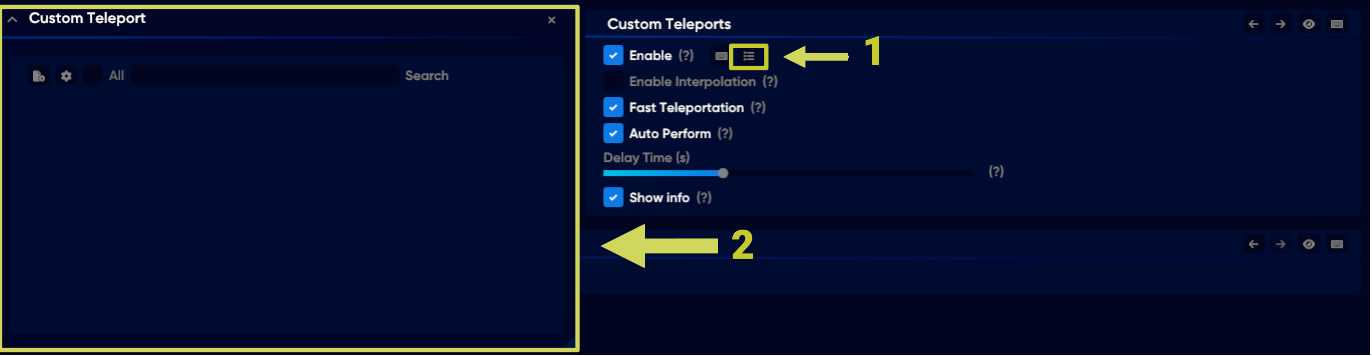 Custom Teleport
All Search
Custom Teleports
Enable (?)
1
Enable Interpolation (?)
Fast Teleportation (?)
Auto Perform (?)
Delay Time (s)
(?)
Show info (?)
2